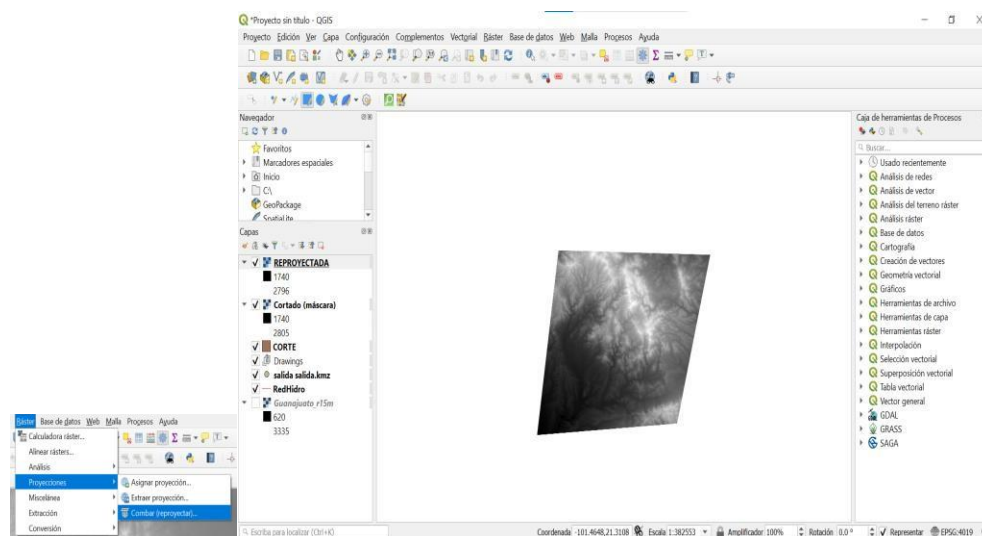 *Proyecto sin título - QGIS
Proyecto Edición Ver Capa Configuración Complementos Vectorial Ráster Base de datos Web Malla Procesos Ayuda
Navegador
Favoritos
Marcadores espaciales
Inicio
C:\
GeoPackage
SpatiaLite
Capas
REPROYECTADA
1740
2796
Cortado (máscara)
1740
2805
CORTE
Drawings
salida salida.kmz
RedHidro
Guanajuato_r15m
620
3335
Caja de herramientas de Procesos
Buscar...
Usado recientemente
Análisis de redes
Análisis de vector
Análisis del terreno ráster
Análisis ráster
Base de datos
Cartografía
Creación de vectores
Geometría vectorial
Gráficos
Herramientas de archivo
Herramientas de capa
Herramientas ráster
Interpolación
Selección vectorial
Superposición vectorial
Tabla vectorial
Vector general
GDAL
GRASS
SAGA
Escriba para localizar (Ctrl+K)
Coordenada -101.4648,21.3108 Escala 1:382553 Amplificador 100% Rotación 0.0 ° Representar EPSG:4019
Ráster Base de datos Web Malla Procesos Ayuda
Calculadora ráster...
Alinear rásters...
Análisis
Proyecciones
Miscelánea
Extracción
Conversión
Asignar proyección...
Extraer proyección...
Combar (reproyectar)...